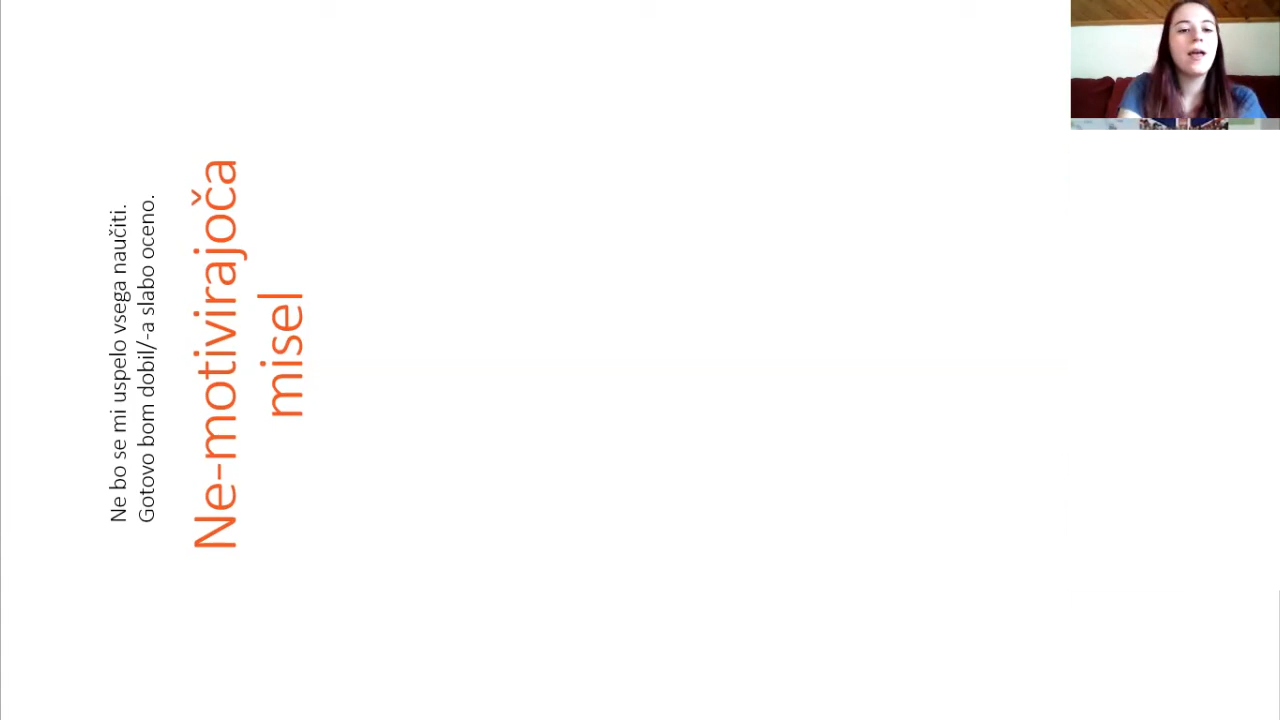 Ne bo se mi uspelo vsega naučiti.
Gotovo bom dobil/-a slabo oceno.
Ne-motivirajoča
misel